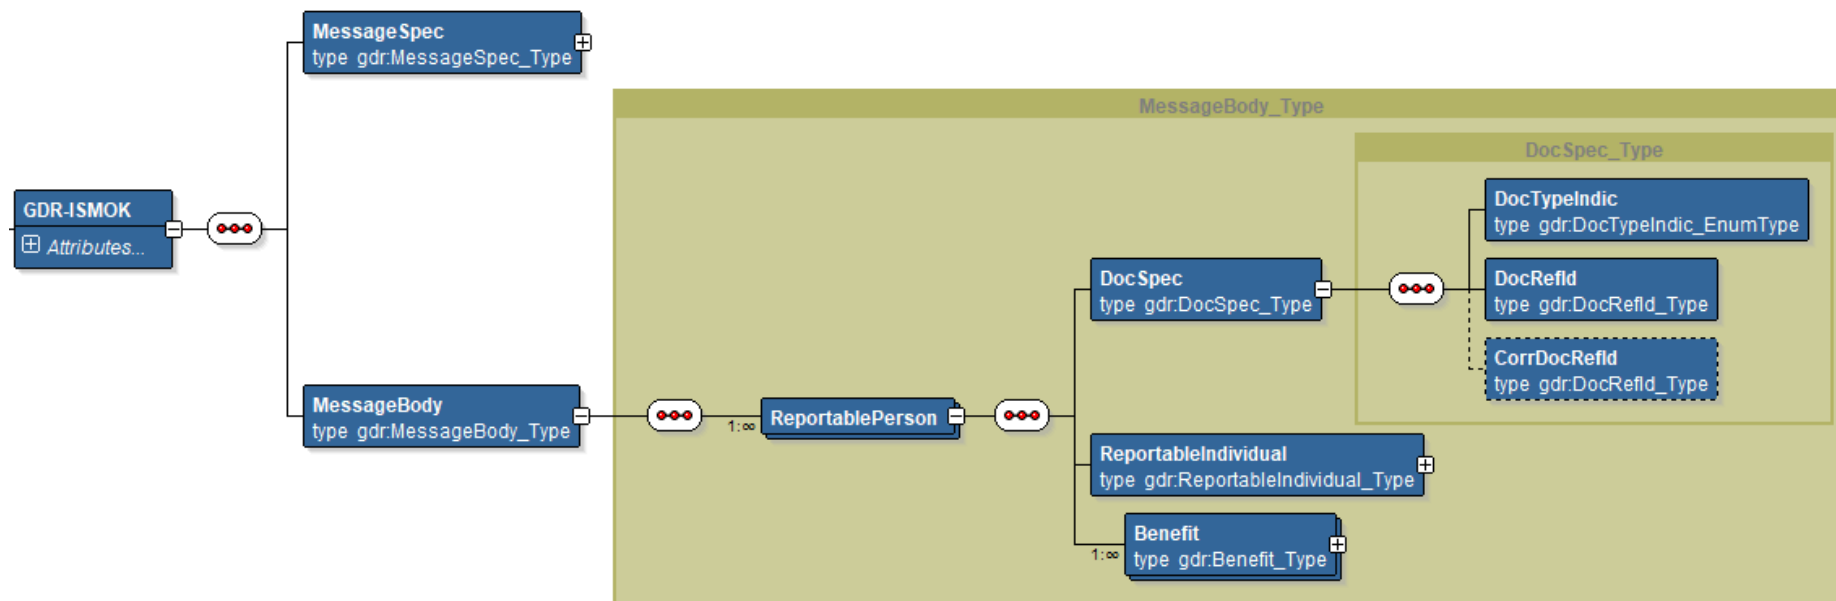 MessageSpec
type gdr:MessageSpec_Type
MessageBody_Type
DocSpec_Type
GDR-ISMOK
Attributes...
DocTypeIndic
type gdr:DocTypeIndic_EnumType
DocSpec
type gdr:DocSpec_Type
DocRefId
type gdr:DocRefId_Type
CorrDocRefId
type gdr:DocRefId_Type
MessageBody
type gdr:MessageBody_Type
1:∞
ReportablePerson
ReportableIndividual
type gdr:ReportableIndividual_Type
1:∞
Benefit
type gdr:Benefit_Type